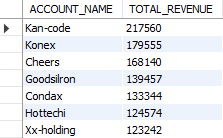 ACCOUNT_NAME TOTAL_REVENUE
Kan-code 217560
Konex 179555
Cheers 168140
Goodsilron 139457
Condax 133344
Hottechi 124574
Xx-holding 123242